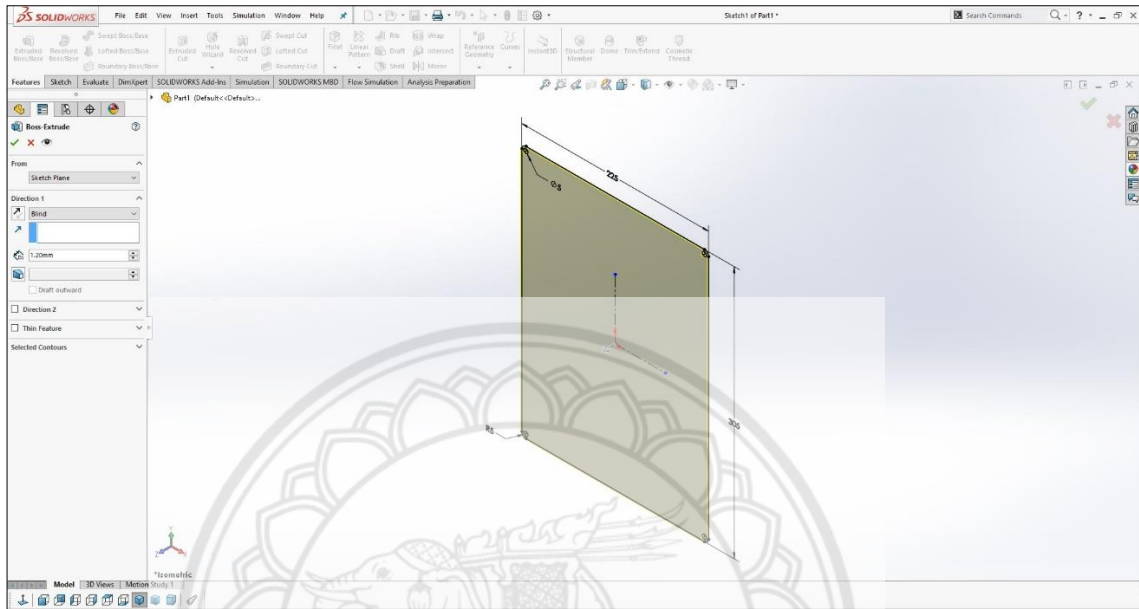 SOLIDWORKS File Edit View Insert Tools Simulation Window Help Sketch1 of Part1 * Search Commands
Extruded Boss/Base Revolved Boss/Base Swept Boss/Base Lofted Boss/Base Boundary Boss/Base Extruded Cut Hole Wizard Revolved Cut Swept Cut Lofted Cut Boundary Cut Fillet Linear Pattern Rib Draft Shell Wrap Intersect Mirror Reference Geometry Curves Instant3D Structural Member Dome Trim/Extend Cosmetic Thread
Features Sketch Evaluate DimXpert SOLIDWORKS Add-Ins Simulation SOLIDWORKS MBD Flow Simulation Analysis Preparation
Part1 (Default<<Default>...
Boss-Extrude
From
Sketch Plane
Direction 1
Blind
1.20mm
Draft outward
Direction 2
Thin Feature
Selected Contours
225
305
R5
*Isometric
Model 3D Views Motion Study 1